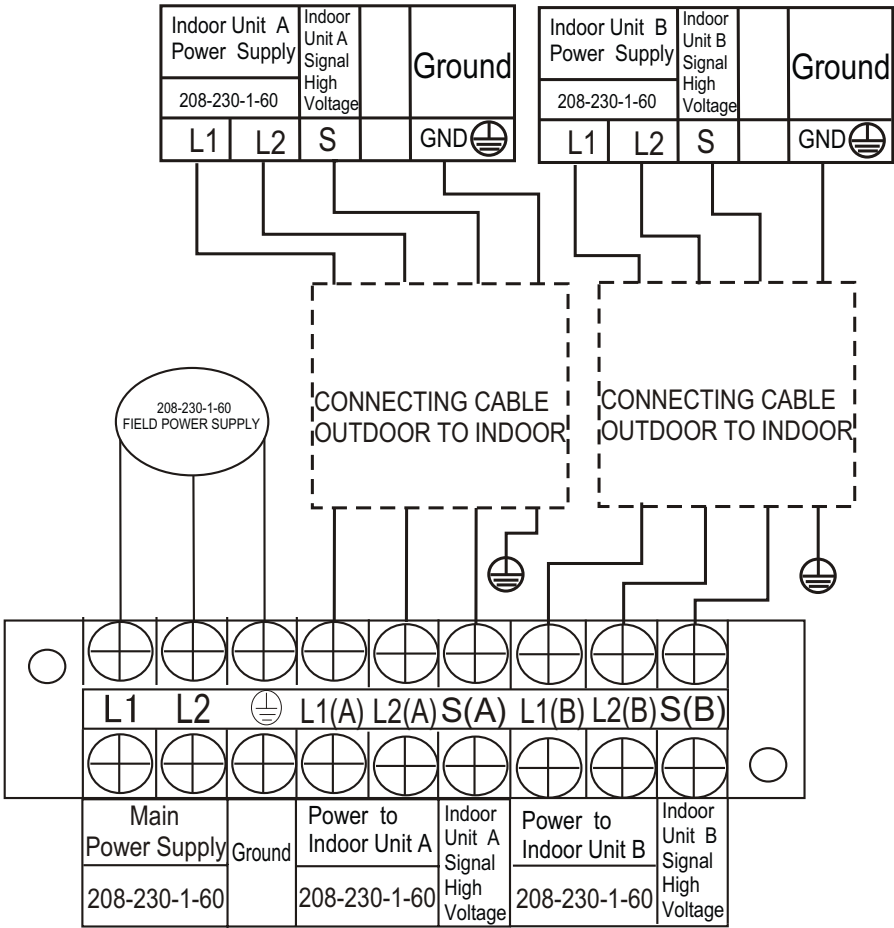 Indoor Unit A
Power Supply
208-230-1-60
Indoor
Unit A
Signal
High
Voltage
Ground
L1
L2
S
GND
Indoor Unit B
Power Supply
208-230-1-60
Indoor
Unit B
Signal
High
Voltage
Ground
L1
L2
S
GND
208-230-1-60
FIELD POWER SUPPLY
CONNECTING CABLE
OUTDOOR TO INDOOR
CONNECTING CABLE
OUTDOOR TO INDOOR
L1
L2
L1(A)
L2(A)
S(A)
L1(B)
L2(B)
S(B)
Main
Power Supply
208-230-1-60
Ground
Power to
Indoor Unit A
208-230-1-60
Indoor
Unit A
Signal
High
Voltage
Power to
Indoor Unit B
208-230-1-60
Indoor
Unit B
Signal
High
Voltage